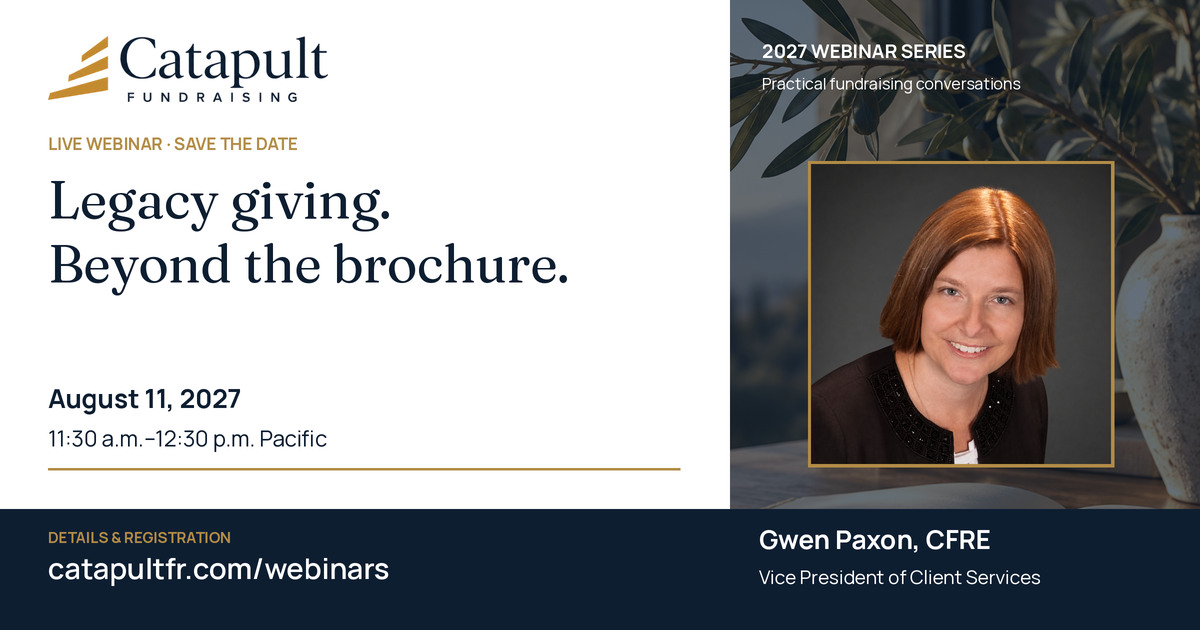 Catapult
FUNDRAISING
LIVE WEBINAR · SAVE THE DATE
Legacy giving.
Beyond the brochure.
August 11, 2027
11:30 a.m.–12:30 p.m. Pacific
DETAILS & REGISTRATION
catapultfr.com/webinars
2027 WEBINAR SERIES
Practical fundraising conversations
Gwen Paxon, CFRE
Vice President of Client Services